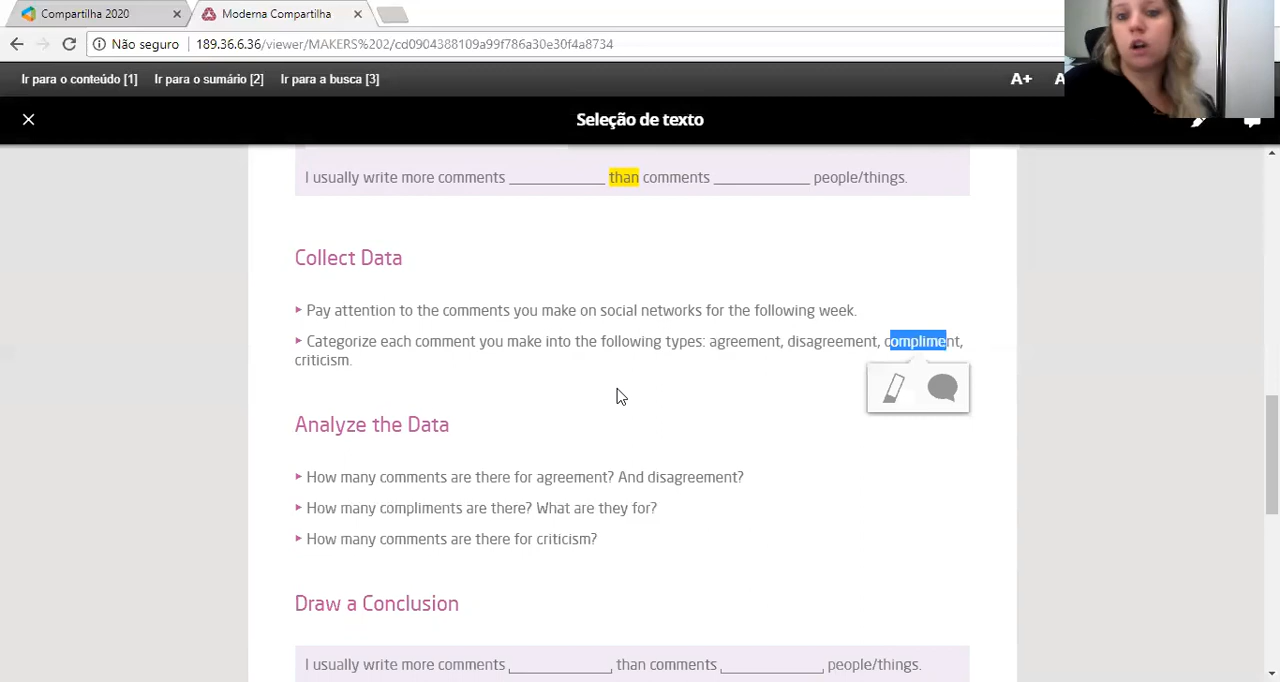 Compartilha 2020
Moderna Compartilha
Não seguro 189.36.6.36/viewer/MAKERS%202/cd0904388109a99f786a30e30f4a8734
Ir para o conteúdo [1] Ir para o sumário [2] Ir para a busca [3] A+ A
Seleção de texto
I usually write more comments ___________ than comments ___________ people/things.
Collect Data
Pay attention to the comments you make on social networks for the following week.
Categorize each comment you make into the following types: agreement, disagreement, compliment,
criticism.
Analyze the Data
How many comments are there for agreement? And disagreement?
How many compliments are there? What are they for?
How many comments are there for criticism?
Draw a Conclusion
I usually write more comments ___________ than comments ___________ people/things.